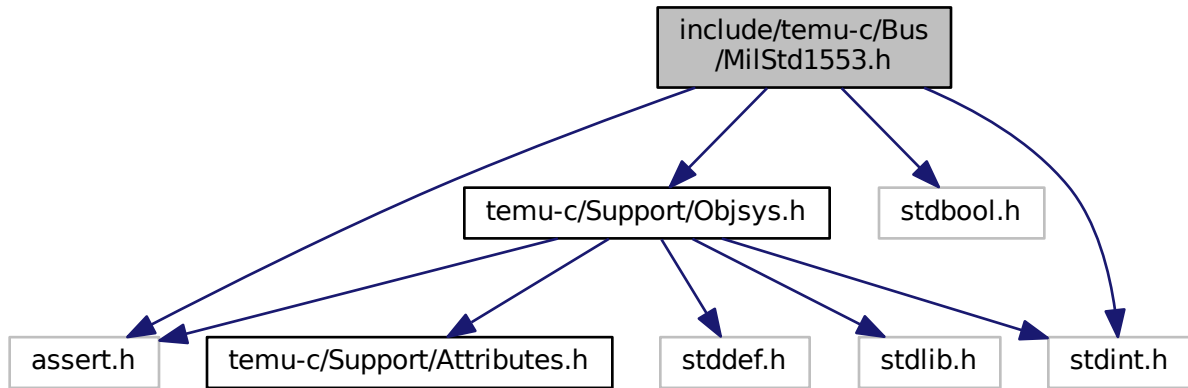 include/temu-c/Bus
/MilStd1553.h
temu-c/Support/Objsys.h
stdbool.h
assert.h
temu-c/Support/Attributes.h
stddef.h
stdlib.h
stdint.h